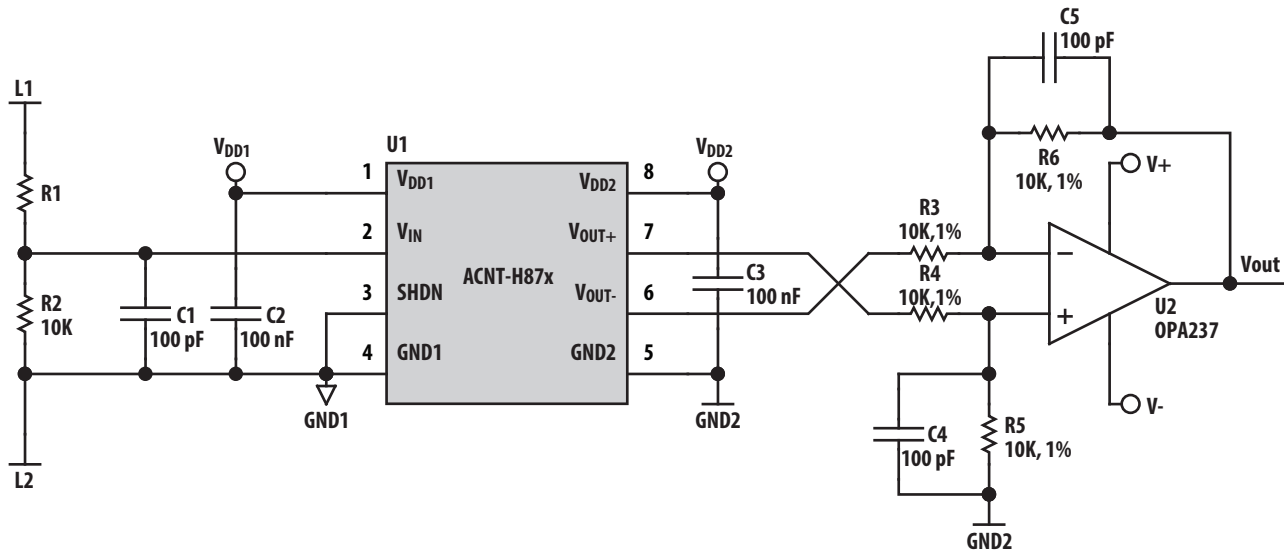 C5
100 pF
L1
R1
R2
10K
L2
C1
100 pF
VDD1
C2
100 nF
GND1
U1
1
VDD1
2
VIN
3
SHDN
4
GND1
ACNT-H87x
VDD2
8
VOUT+
7
VOUT-
6
GND2
5
VDD2
C3
100 nF
GND2
R3
10K,1%
R4
10K,1%
R6
10K, 1%
V+
−
+
U2
OPA237
Vout
V-
C4
100 pF
R5
10K, 1%
GND2